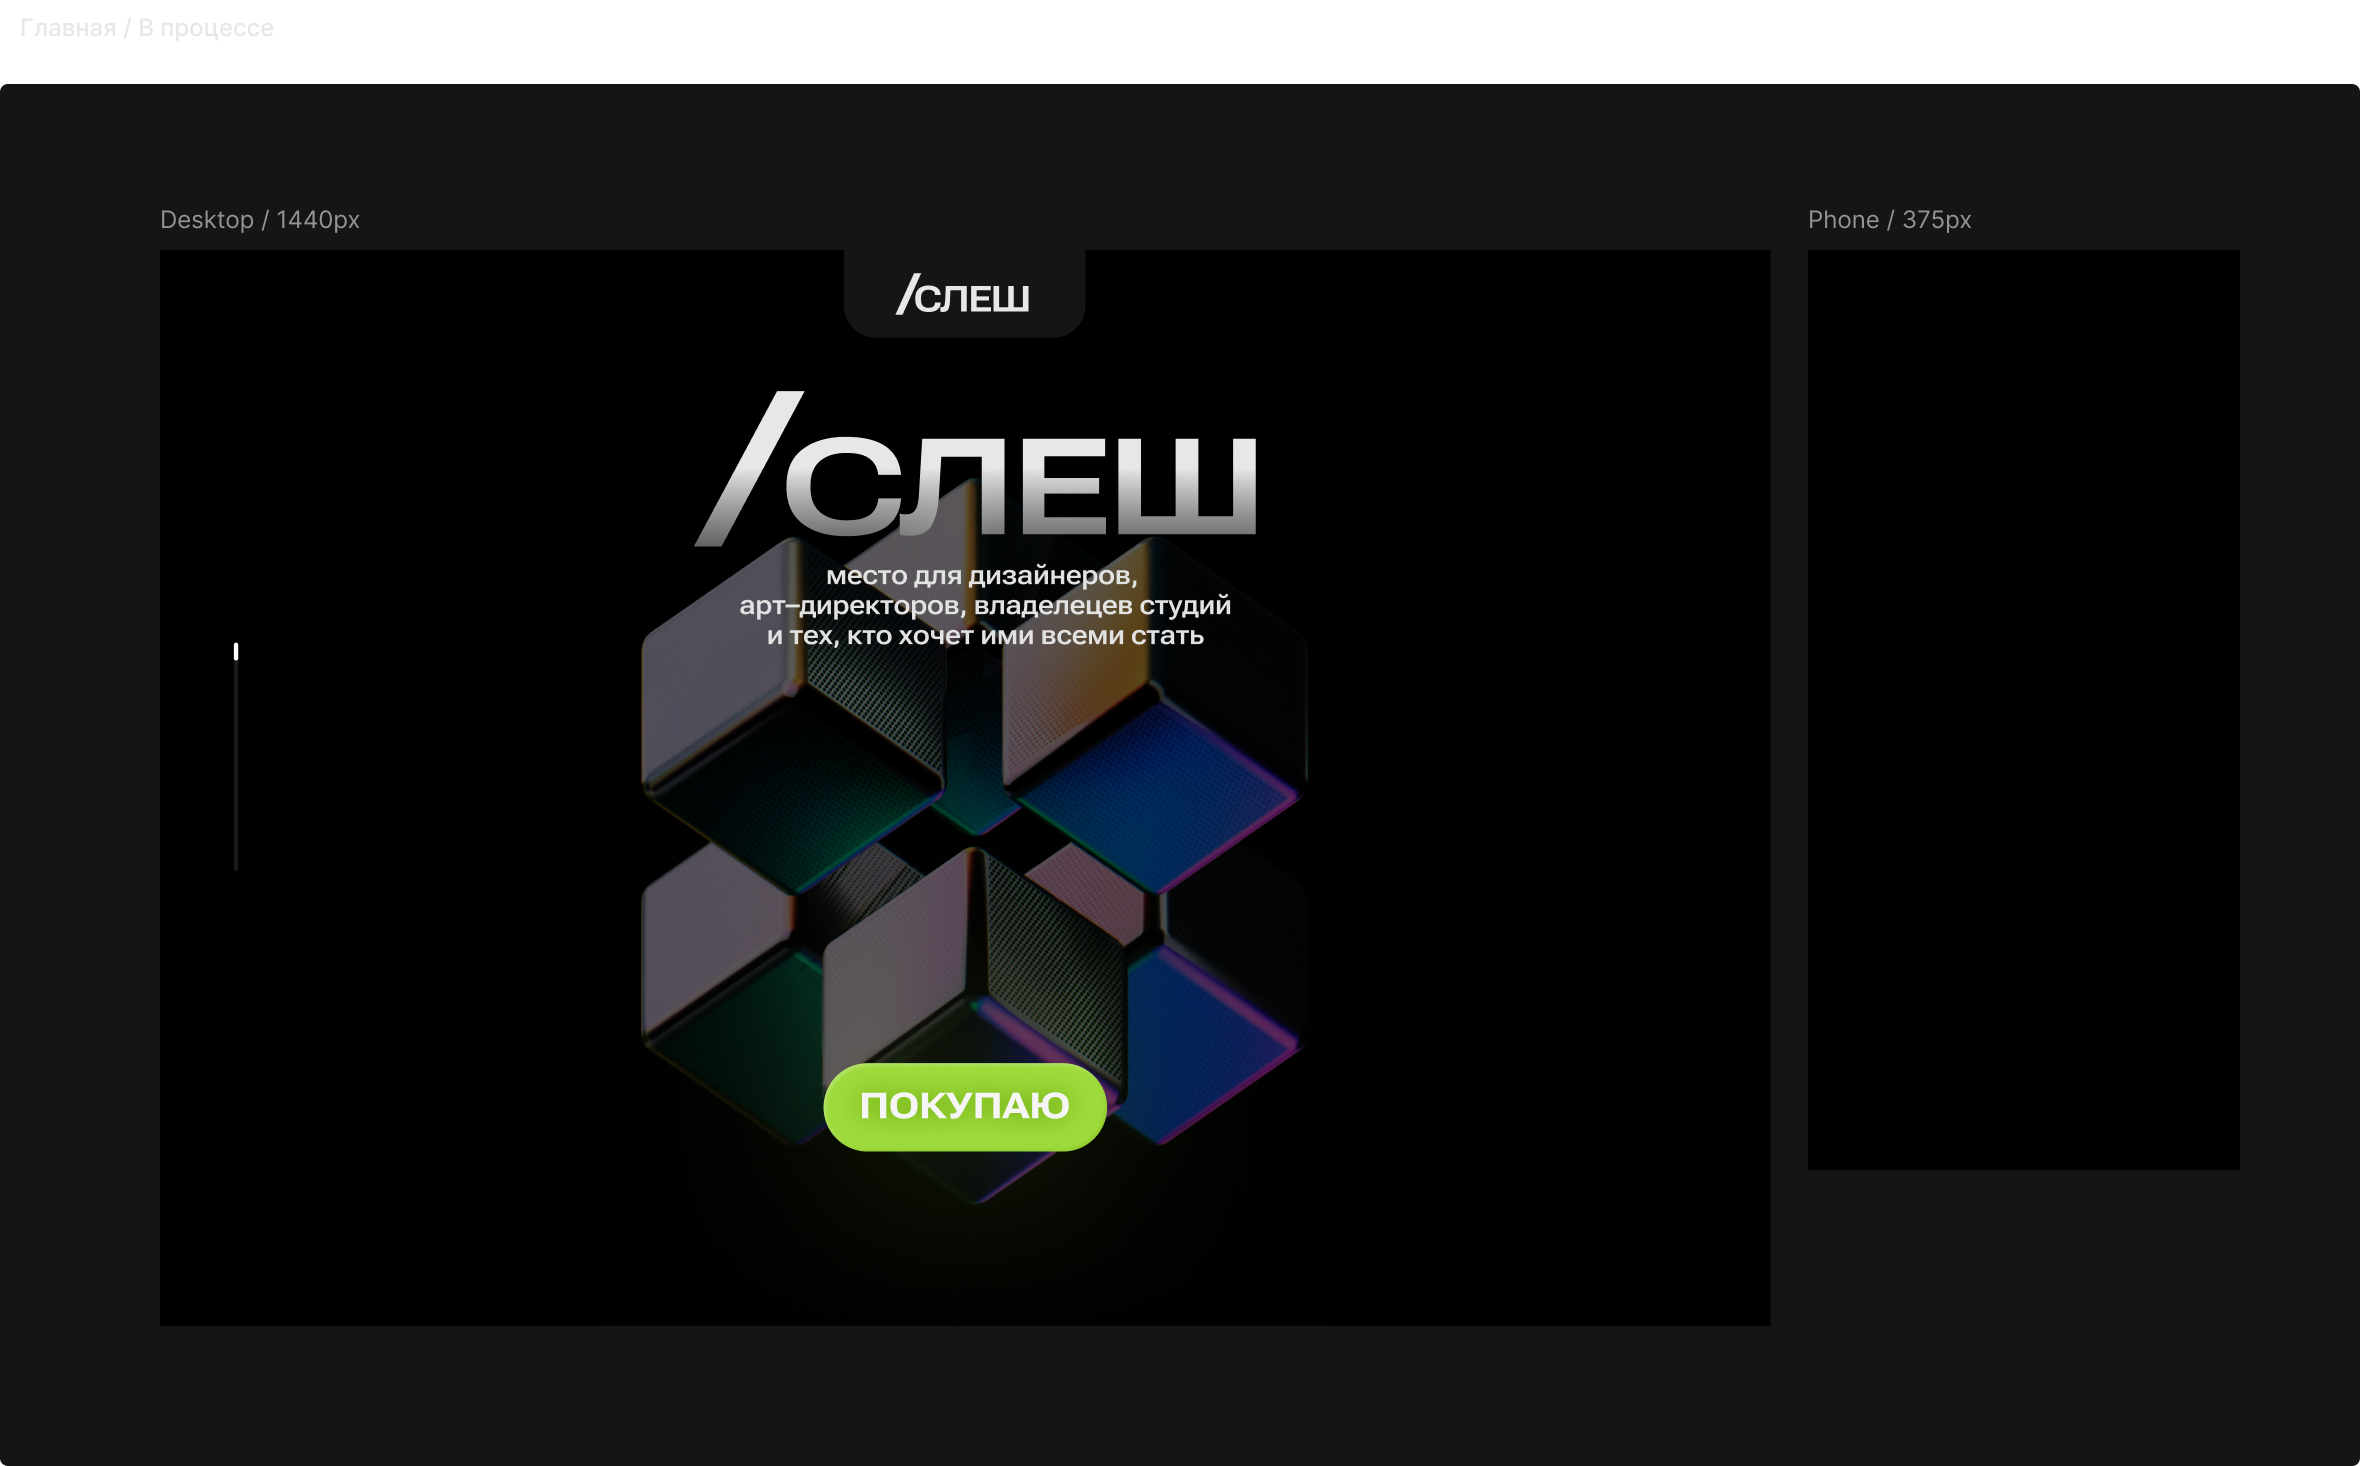 Главная / В процессе
Desktop / 1440px
Phone / 375px
/СЛЕШ
/СЛЕШ
место для дизайнеров,
арт–директоров, владелецев студий
и тех, кто хочет ими всеми стать
ПОКУПАЮ